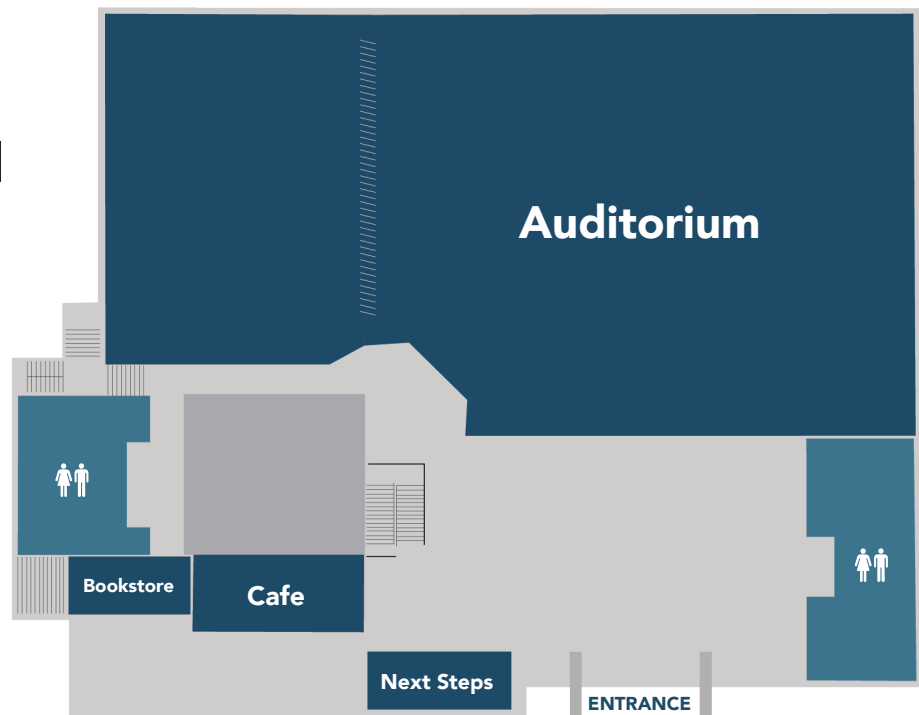 Auditorium
Bookstore
Cafe
Next Steps
ENTRANCE